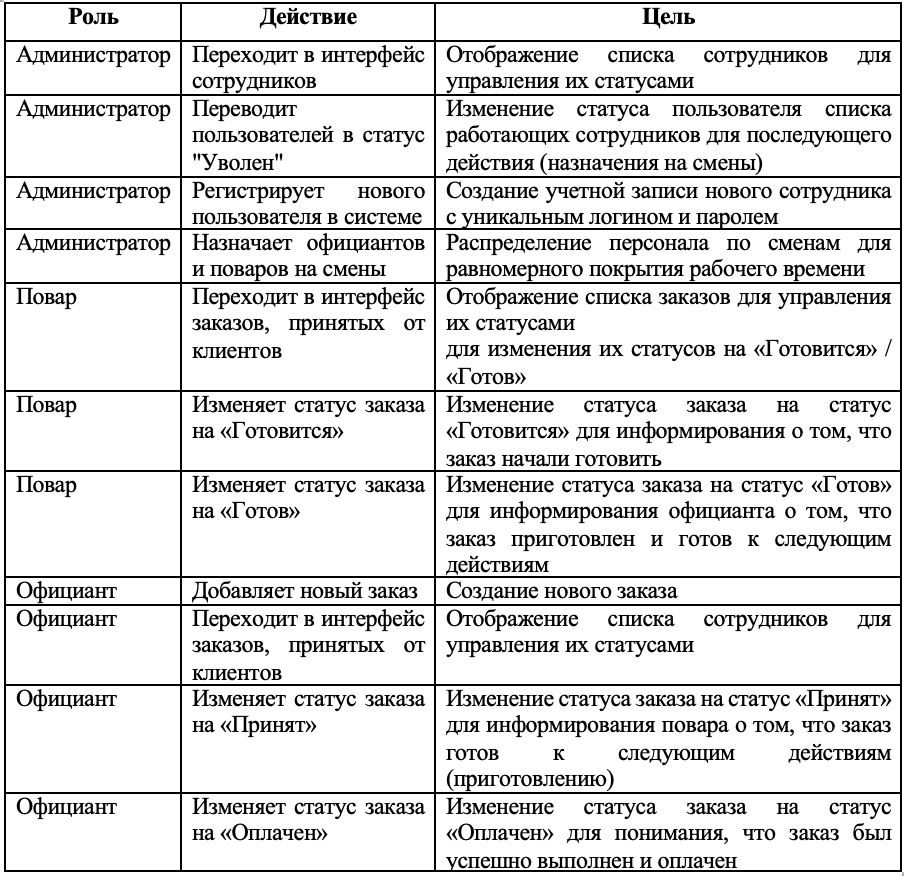 Роль Действие Цель
Администратор Переходит в интерфейс Отображение списка сотрудников для
сотрудников управления их статусами
Администратор Переводит Изменение статуса пользователя списка
пользователей в статус работающих сотрудников для последующего
"Уволен" действия (назначения на смены)
Администратор Регистрирует нового Создание учетной записи нового сотрудника
пользователя в системе с уникальным логином и паролем
Администратор Назначает официантов Распределение персонала по сменам для
и поваров на смены равномерного покрытия рабочего времени
Повар Переходит в интерфейс Отображение списка заказов для управления
заказов, принятых от их статусами
клиентов для изменения их статусов на «Готовится» /
«Готов»
Повар Изменяет статус заказа Изменение статуса заказа на статус
на «Готовится» «Готовится» для информирования о том, что
заказ начали готовить
Повар Изменяет статус заказа Изменение статуса заказа на статус «Готов»
на «Готов» для информирования официанта о том, что
заказ приготовлен и готов к следующим
действиям
Официант Добавляет новый заказ Создание нового заказа
Официант Переходит в интерфейс Отображение списка сотрудников для
заказов, принятых от управления их статусами
клиентов
Официант Изменяет статус заказа Изменение статуса заказа на статус «Принят»
на «Принят» для информирования повара о том, что заказ
готов к следующим действиям
(приготовлению)
Официант Изменяет статус заказа Изменение статуса заказа на статус
на «Оплачен» «Оплачен» для понимания, что заказ был
успешно выполнен и оплачен